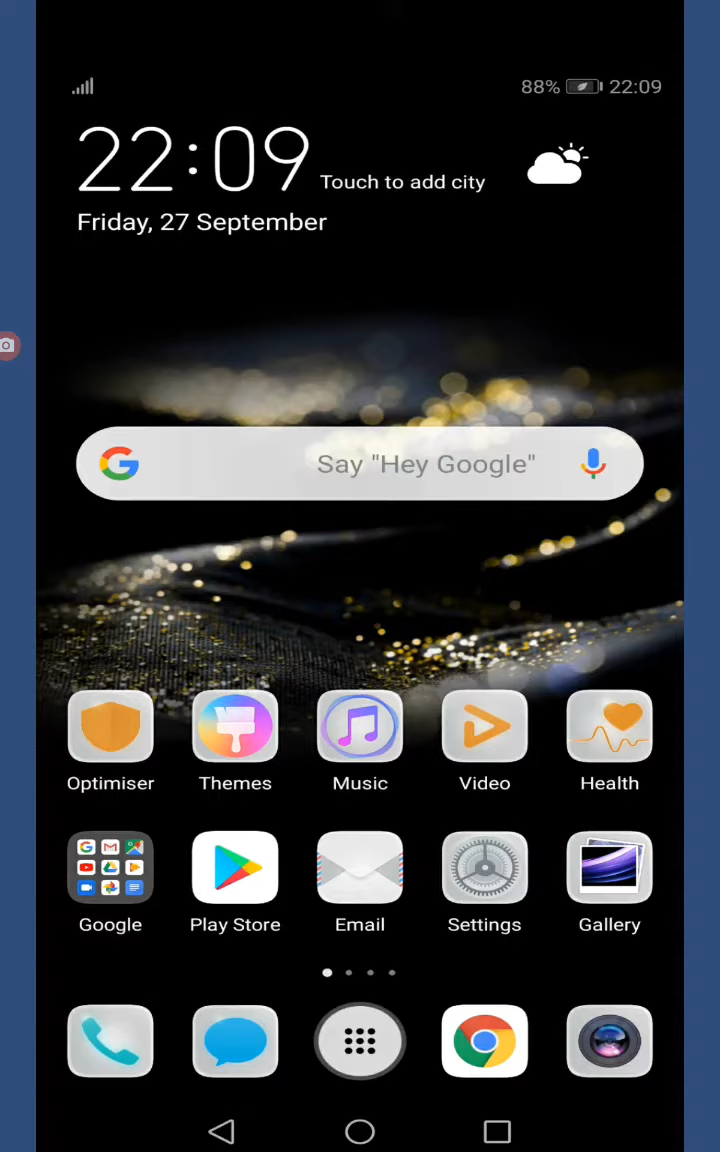 88% 22:09
22:09 Touch to add city
Friday, 27 September
Say "Hey Google"
Optimiser Themes Music Video Health
Google Play Store Email Settings Gallery